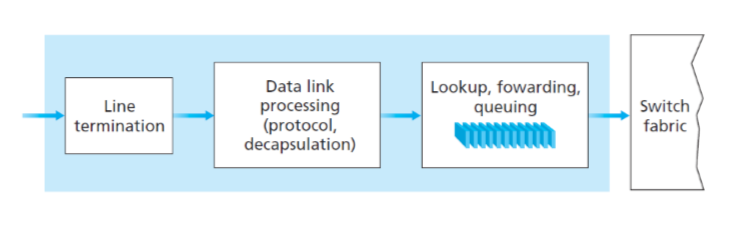 Line
termination
Data link
processing
(protocol,
decapsulation)
Lookup, fowarding,
queuing
Switch
fabric